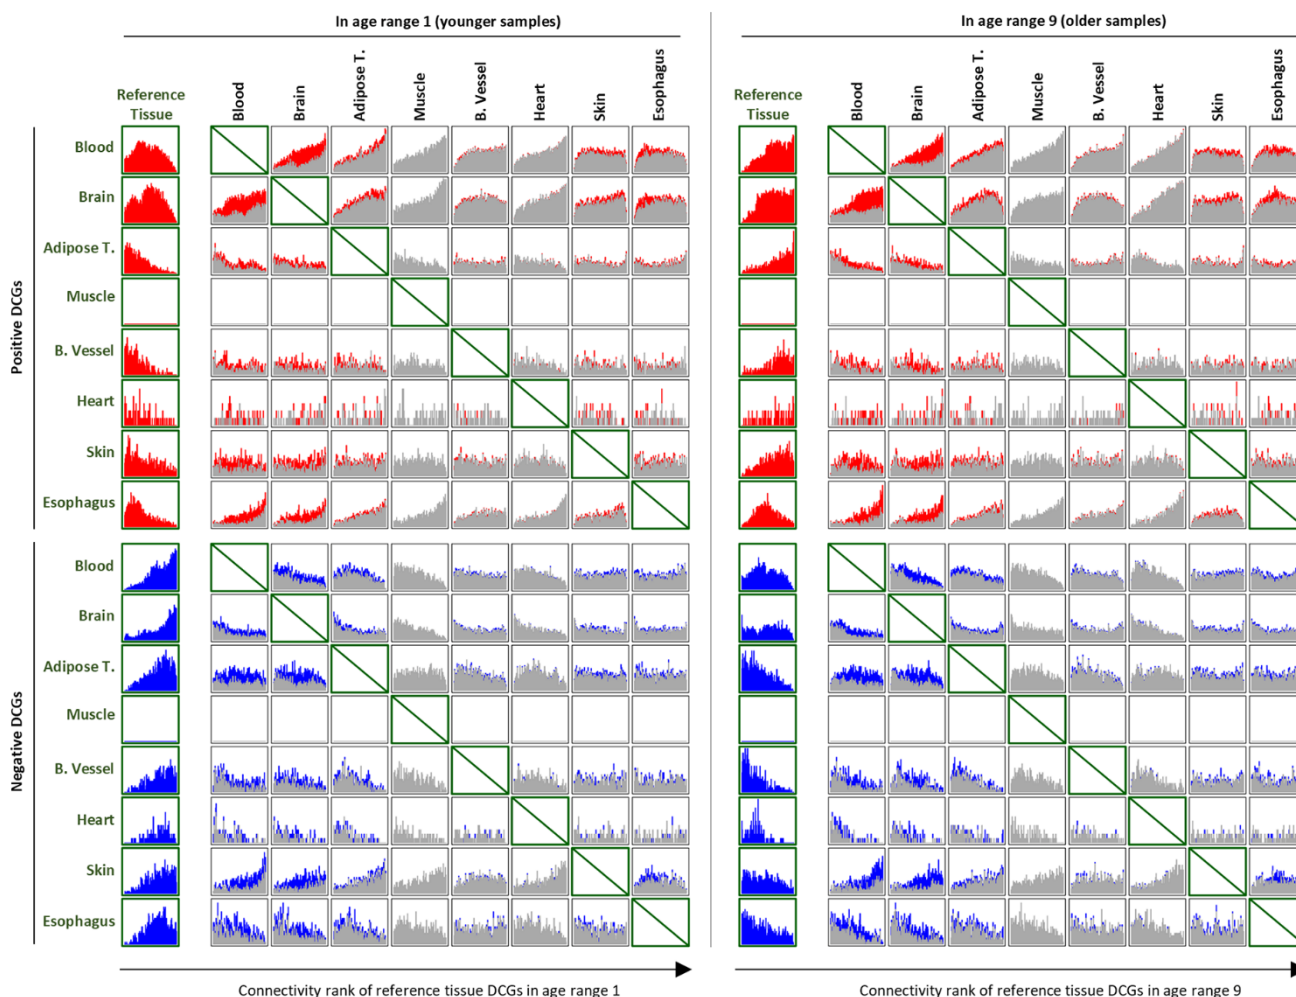 In age range 1 (younger samples)
In age range 9 (older samples)
Reference Tissue
Blood
Brain
Adipose T.
Muscle
B. Vessel
Heart
Skin
Esophagus
Reference Tissue
Blood
Brain
Adipose T.
Muscle
B. Vessel
Heart
Skin
Esophagus
Positive DCGs
Blood
Brain
Adipose T.
Muscle
B. Vessel
Heart
Skin
Esophagus
Negative DCGs
Blood
Brain
Adipose T.
Muscle
B. Vessel
Heart
Skin
Esophagus
Connectivity rank of reference tissue DCGs in age range 1
Connectivity rank of reference tissue DCGs in age range 9